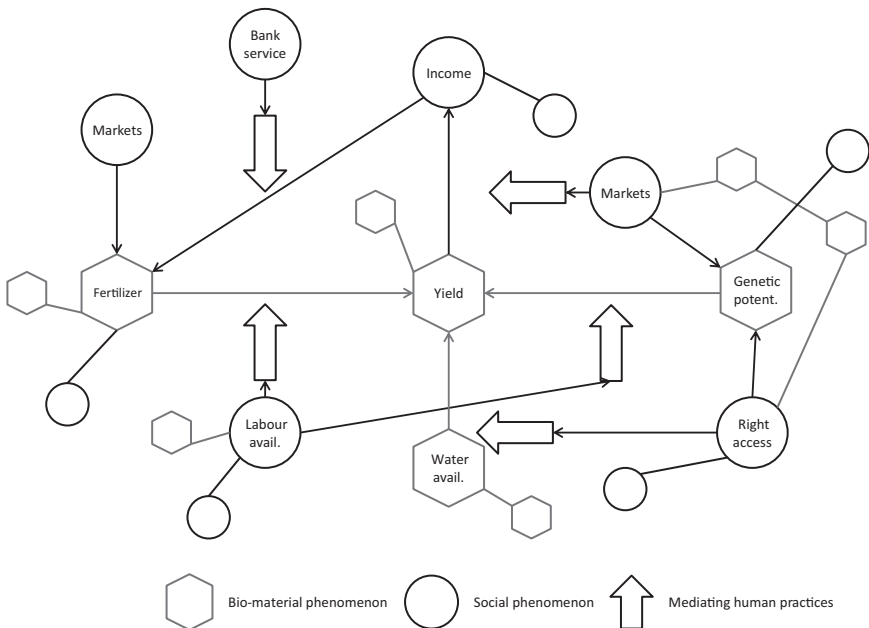 Bank
service
Income
Markets
Markets
Fertilizer
Yield
Genetic
potent.
Labour
avail.
Right
access
Water
avail.
Bio-material phenomenon
Social phenomenon
Mediating human practices